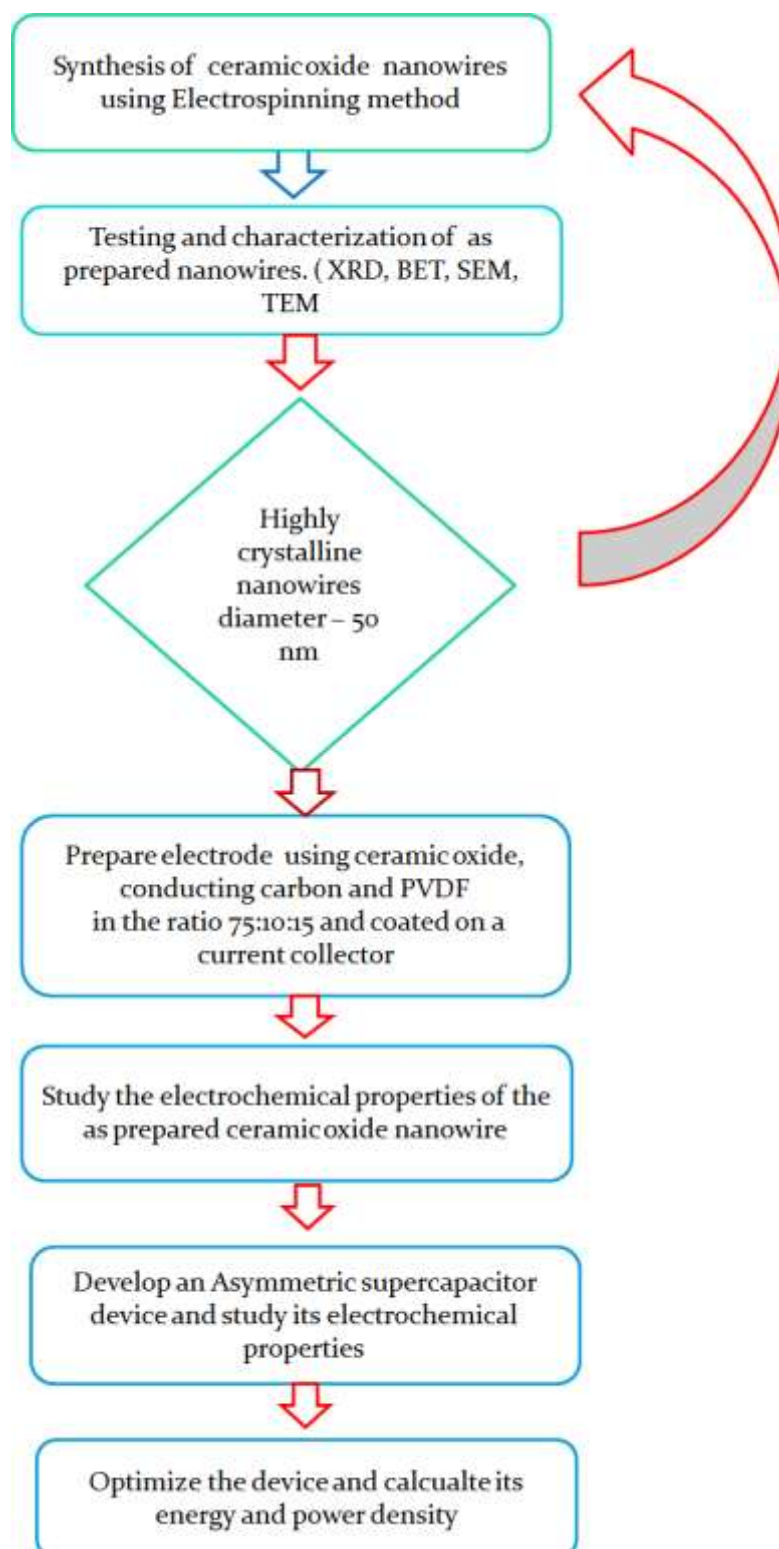 Synthesis of ceramic oxide nanowires
using Electrospinning method
Testing and characterization of as
prepared nanowires. ( XRD, BET, SEM,
TEM
Highly
crystalline
nanowires
diameter – 50
nm
Prepare electrode using ceramic oxide,
conducting carbon and PVDF
in the ratio 75:10:15 and coated on a
current collector
Study the electrochemical properties of the
as prepared ceramic oxide nanowire
Develop an Asymmetric supercapacitor
device and study its electrochemical
properties
Optimize the device and calcualte its
energy and power density